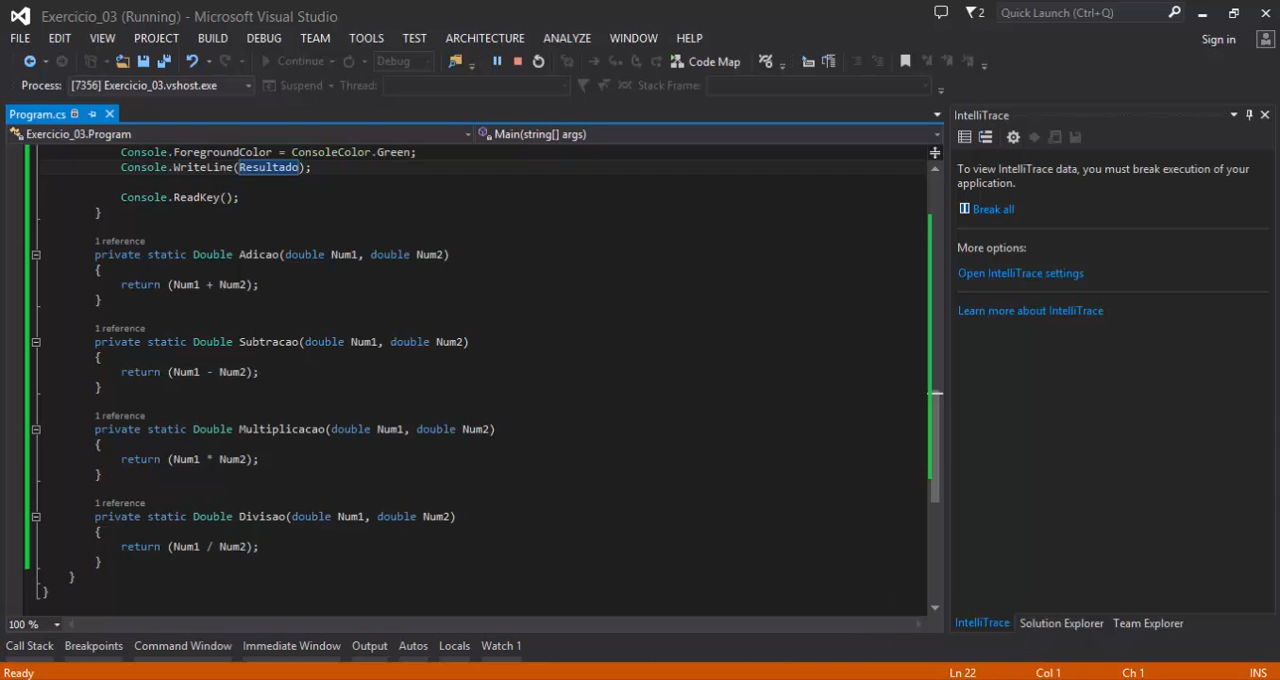 Exercicio_03 (Running) - Microsoft Visual Studio
2
Quick Launch (Ctrl+Q)
FILE EDIT VIEW PROJECT BUILD DEBUG TEAM TOOLS TEST ARCHITECTURE ANALYZE WINDOW HELP
Sign in
Continue
Debug
Code Map
Process: [7356] Exercicio_03.vshost.exe
Suspend
Thread:
Stack Frame:
Program.cs
Exercicio_03.Program
Main(string[] args)
Console.ForegroundColor = ConsoleColor.Green;
Console.WriteLine(Resultado);
Console.ReadKey();
}
1 reference
private static Double Adicao(double Num1, double Num2)
{
return (Num1 + Num2);
}
1 reference
private static Double Subtracao(double Num1, double Num2)
{
return (Num1 - Num2);
}
1 reference
private static Double Multiplicacao(double Num1, double Num2)
{
return (Num1 * Num2);
}
1 reference
private static Double Divisao(double Num1, double Num2)
{
return (Num1 / Num2);
}
}
}
100 %
IntelliTrace
To view IntelliTrace data, you must break execution of your
application.
Break all
More options:
Open IntelliTrace settings
Learn more about IntelliTrace
IntelliTrace Solution Explorer Team Explorer
Call Stack Breakpoints Command Window Immediate Window Output Autos Locals Watch 1
Ready
Ln 22 Col 1 Ch 1 INS